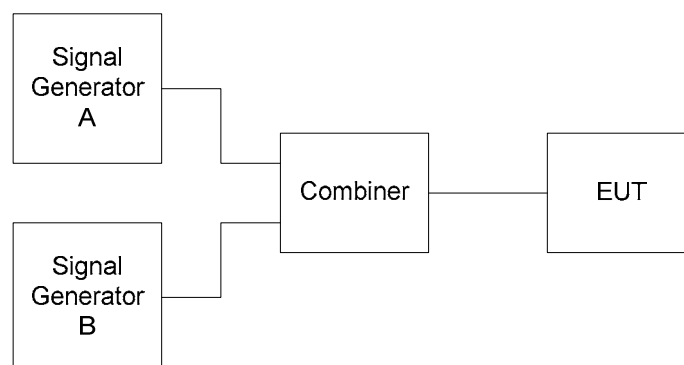 Signal
Generator
A
Combiner
EUT
Signal
Generator
B